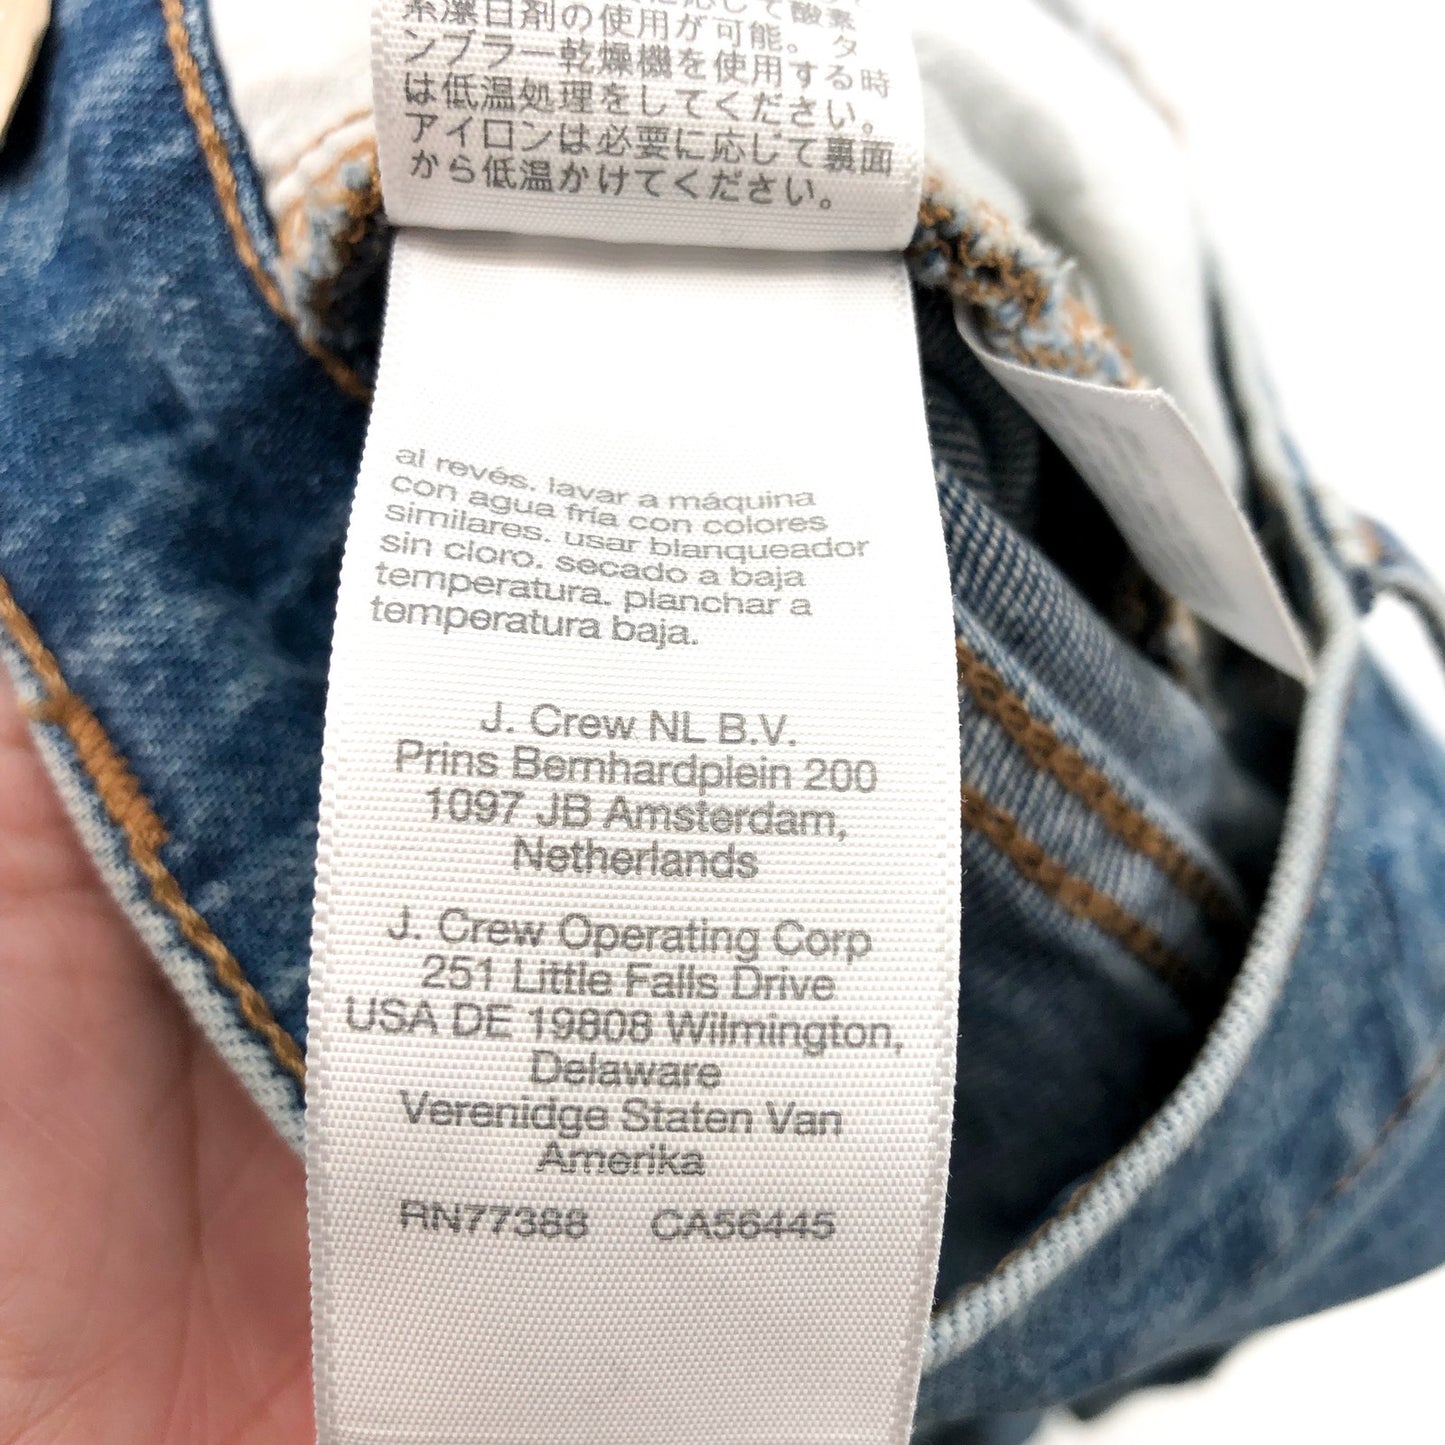 系漂白剤の使用が可能。タ
ンブラー乾燥機を使用する時
は低温処理をしてください。
アイロンは必要に応じて裏面
から低温かけてください。
al revés. lavar a máquina
con agua fría con colores
similares. usar blanqueador
sin cloro. secado a baja
temperatura. planchar a
temperatura baja.
J. Crew NL B.V.
Prins Bernhardplein 200
1097 JB Amsterdam,
Netherlands
J. Crew Operating Corp
251 Little Falls Drive
USA DE 19808 Wilmington,
Delaware
Verenidge Staten Van
Amerika
RN77388 CA56445